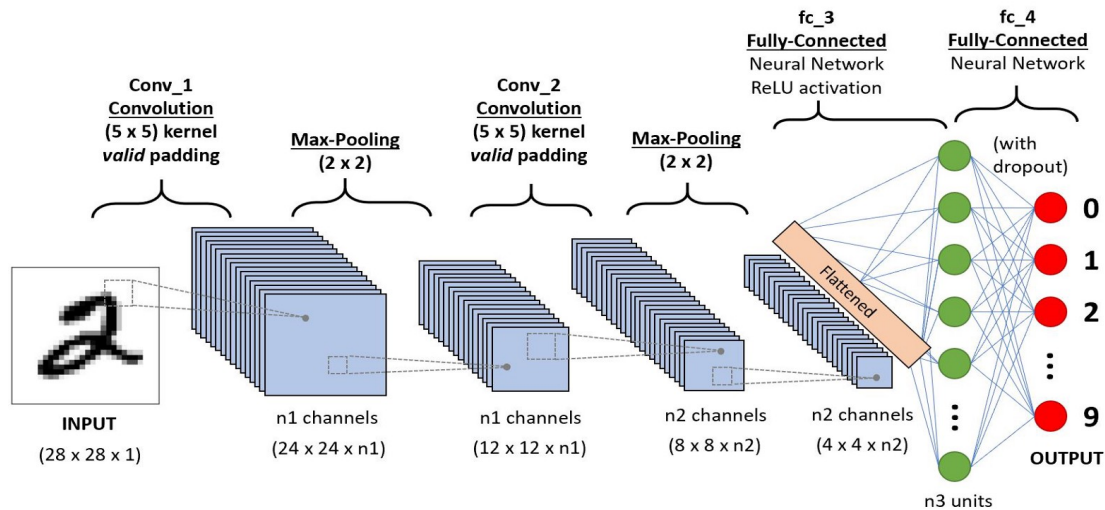 fc_3
Fully-Connected
Neural Network
ReLU activation
fc_4
Fully-Connected
Neural Network
Conv_1
Convolution
(5 x 5) kernel
valid padding
Max-Pooling
(2 x 2)
Conv_2
Convolution
(5 x 5) kernel
valid padding
Max-Pooling
(2 x 2)
(with
dropout)
Flattened
0
1
2
9
OUTPUT
INPUT
(28 x 28 x 1)
n1 channels
(24 x 24 x n1)
n1 channels
(12 x 12 x n1)
n2 channels
(8 x 8 x n2)
n2 channels
(4 x 4 x n2)
n3 units
2